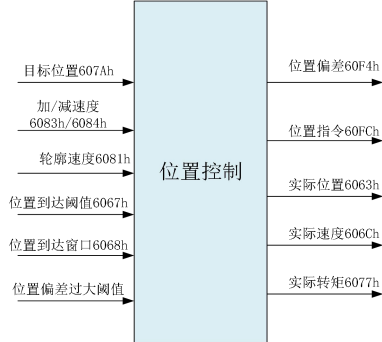 目标位置607Ah
加/减速度
6083h/6084h
轮廓速度6081h
位置到达阈值6067h
位置到达窗口6068h
位置偏差过大阈值
位置控制
位置偏差60F4h
位置指令60FCh
实际位置6063h
实际速度606Ch
实际转矩6077h